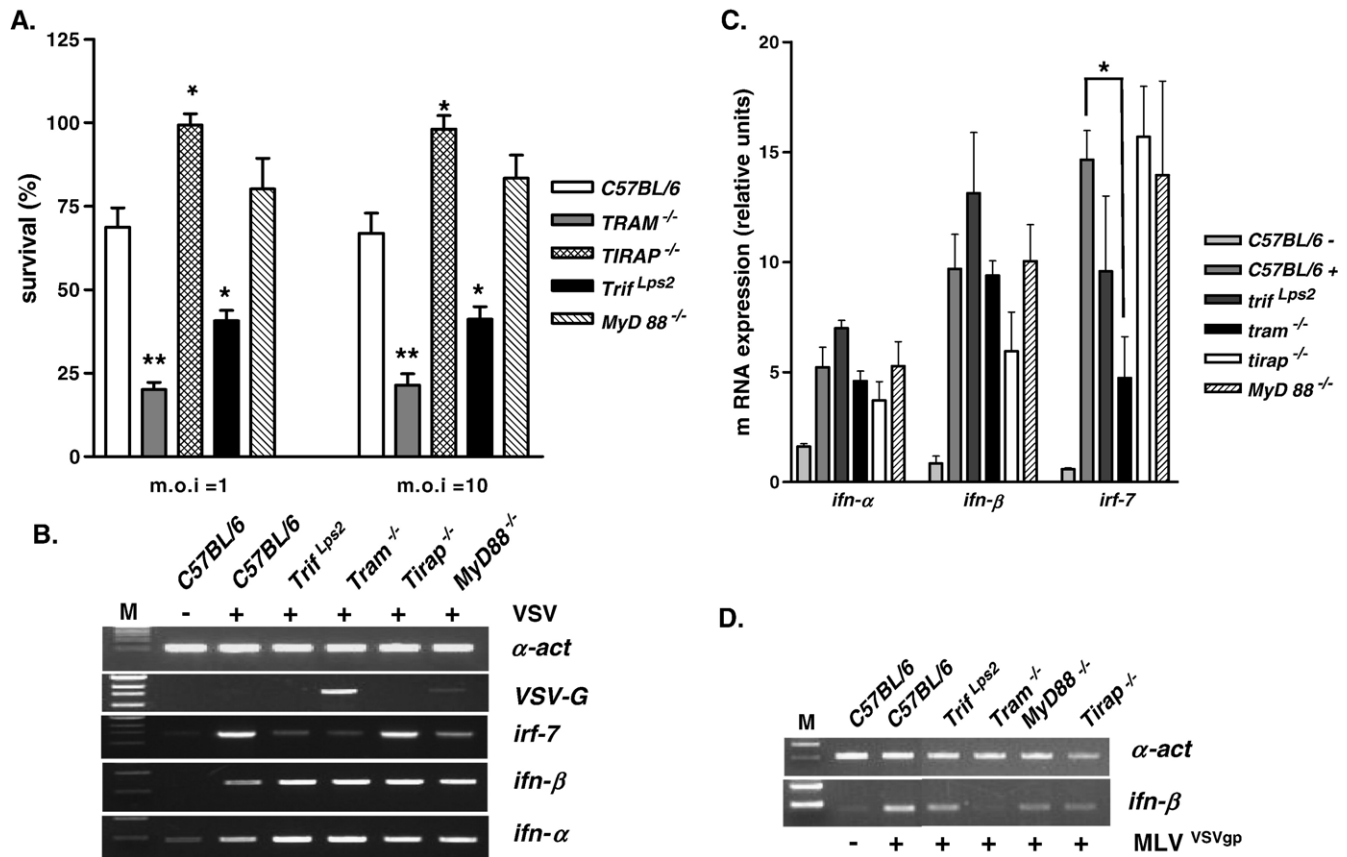 A.
survival (%)
125
100
75
50
25
0
*
*
*
*
**
**
m.o.i =1
m.o.i =10
C57BL/6
TRAM -/-
TIRAP -/-
Trif Lps2
MyD 88 -/-
C.
m RNA expression (relative units)
20
15
10
5
0
*
ifn-α
ifn-β
irf-7
C57BL/6 -
C57BL/6 +
trif Lps2
tram -/-
tirap -/-
MyD 88 -/-
B.
C57BL/6
C57BL/6
Trif Lps2
Tram -/-
Tirap -/-
MyD88 -/-
M - + + + + + VSV
α-act
VSV-G
irf-7
ifn-β
ifn-α
D.
C57BL/6
C57BL/6
Trif Lps2
Tram -/-
MyD88 -/-
Tirap -/-
M
α-act
ifn-β
- + + + + + MLV VSVgp